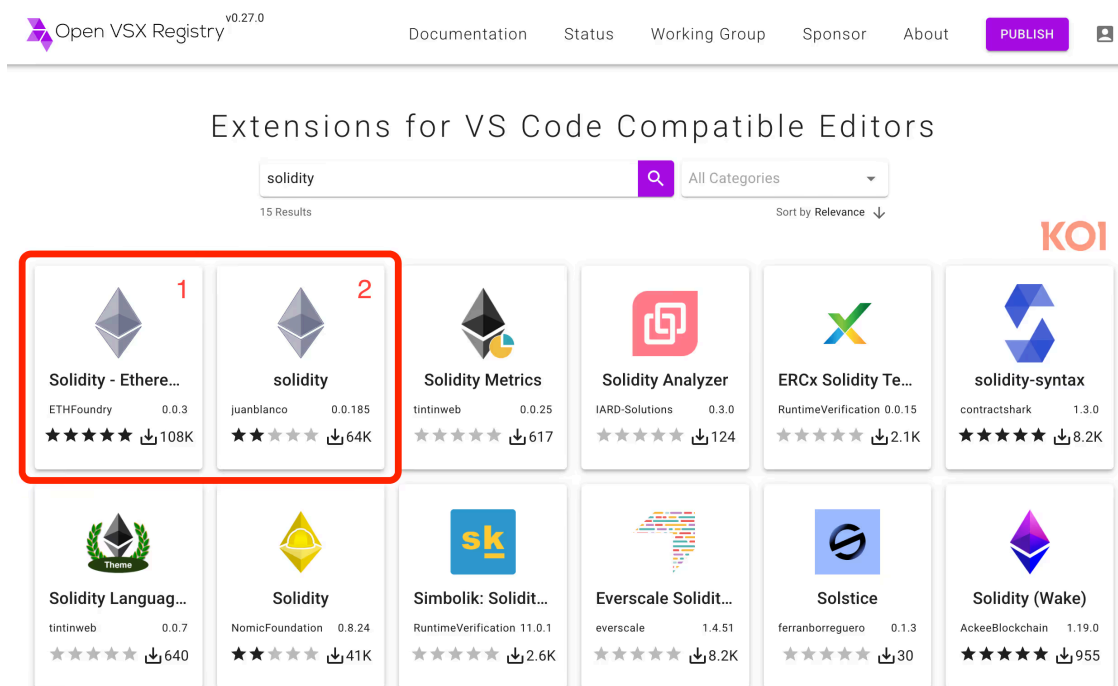 Open VSX Registry v0.27.0
Documentation Status Working Group Sponsor About PUBLISH
Extensions for VS Code Compatible Editors
solidity All Categories
15 Results Sort by Relevance
KOI
1 2
Solidity - Ethere... solidity Solidity Metrics Solidity Analyzer ERCx Solidity Te... solidity-syntax
ETHFoundry 0.0.3 juanblanco 0.0.185 tintinweb 0.0.25 IARD-Solutions 0.3.0 RuntimeVerification 0.0.15 contractshark 1.3.0
108K 64K 617 124 2.1K 8.2K
Theme sk
Solidity Languag... Solidity Simbolik: Solidit... Everscale Solidit... Solstice Solidity (Wake)
tintinweb 0.0.7 NomicFoundation 0.8.24 RuntimeVerification 11.0.1 everscale 1.4.51 ferranborreguero 0.1.3 AckeeBlockchain 1.19.0
640 41K 2.6K 8.2K 30 955